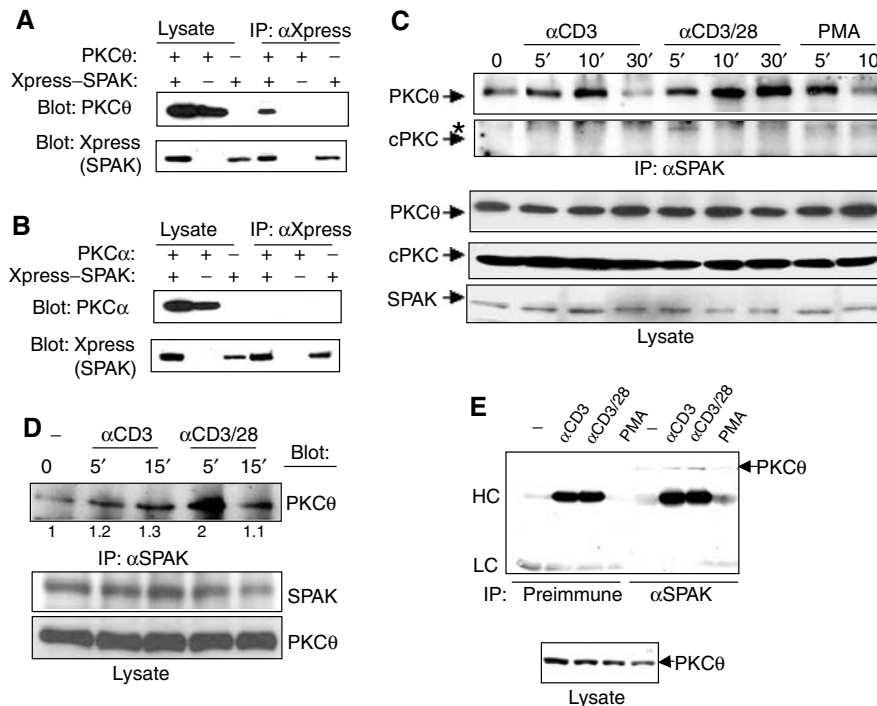 A
Lysate IP: αXpress
PKCθ: + + – + + –
Xpress–SPAK: + – + + – +
Blot: PKCθ
Blot: Xpress
(SPAK)
B
Lysate IP: αXpress
PKCα: + + – + + –
Xpress–SPAK: + – + + – +
Blot: PKCα
Blot: Xpress
(SPAK)
C
αCD3 αCD3/28 PMA
0 5′ 10′ 30′ 5′ 10′ 30′ 5′ 10
PKCθ
*
cPKC
IP: αSPAK
PKCθ
cPKC
SPAK
Lysate
D
– αCD3 αCD3/28
0 5′ 15′ 5′ 15′ Blot:
PKCθ
1 1.2 1.3 2 1.1
IP: αSPAK
SPAK
PKCθ
Lysate
E
– αCD3 αCD3/28 PMA – αCD3 αCD3/28 PMA
PKCθ
HC
LC
IP: Preimmune αSPAK
PKCθ
Lysate